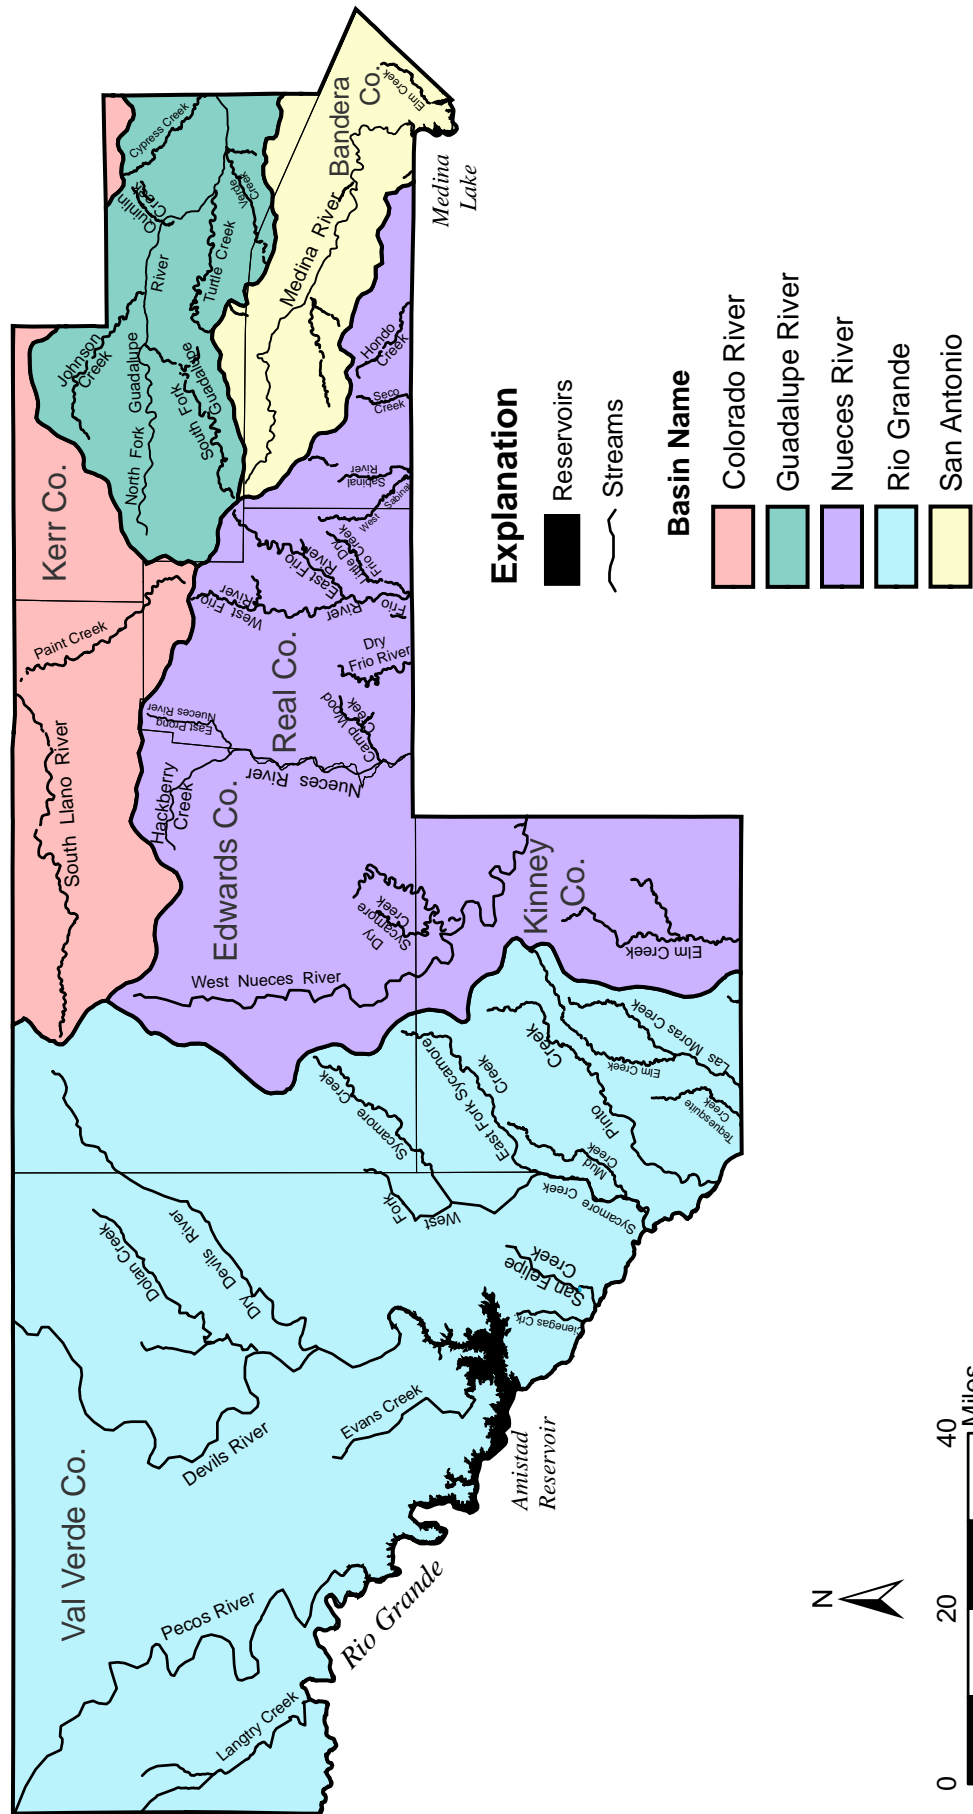 Kerr Co.
Bandera
Co.
Real Co.
Edwards Co.
Kinney
Co.
Val Verde Co.
Cypress Creek
Quinlin
Creek
Verde
Creek
Turtle Creek
River
Johnson
Creek
North Fork Guadalupe
South Fork
Guadalupe
Elm Creek
Medina River
Medina
Lake
Hondo
Creek
Seco
Creek
Sabinal
River
West Sabinal
Little Dry
Frio Creek
East Frio
River
West Frio
River
Frio
River
Dry
Frio River
Camp Wood
Creek
East Prong
Nueces River
Nueces
River
Hackberry
Creek
Paint Creek
South Llano River
Dry
Sycamore
Creek
West Nueces River
Elm Creek
Las Moras Creek
Elm Creek
Tequesquite
Creek
Pinto
Creek
Mud
Creek
East Fork Sycamore
Creek
Sycamore Creek
West
Fork
Sycamore Creek
San Felipe
Creek
Cienegas Crk
Dolan Creek
Dry Devils River
Devils River
Evans Creek
Amistad
Reservoir
Pecos River
Rio Grande
Langtry Creek
Explanation
Reservoirs
Streams
Basin Name
Colorado River
Guadalupe River
Nueces River
Rio Grande
San Antonio
N
0 20 40
Miles